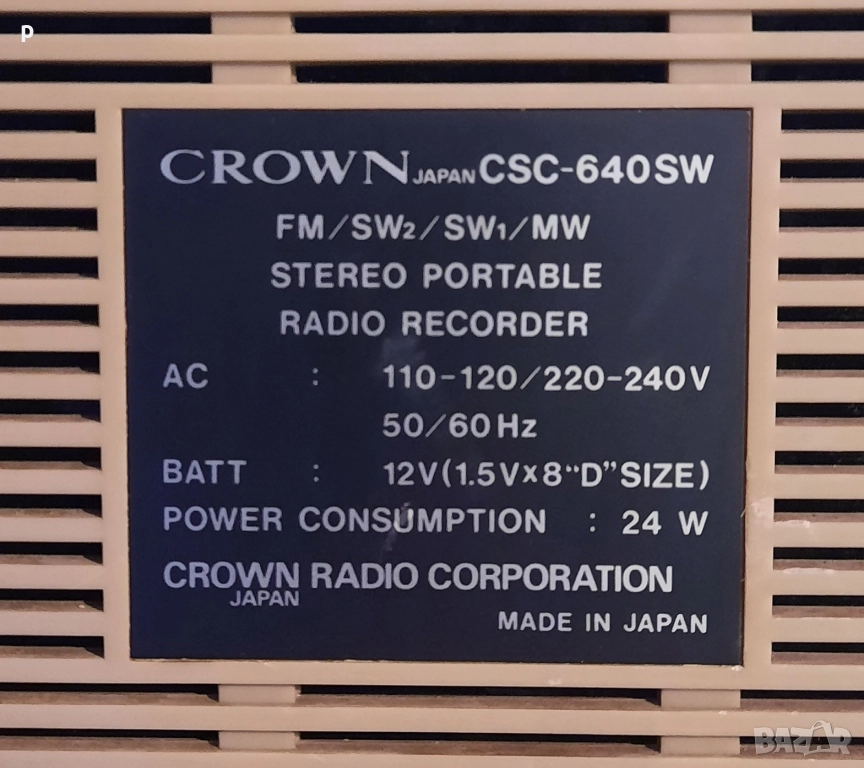 p
CROWN JAPAN CSC-640SW
FM/SW2/SW1/MW
STEREO PORTABLE
RADIO RECORDER
AC : 110-120/220-240V
50/60Hz
BATT : 12V(1.5V×8“D”SIZE)
POWER CONSUMPTION : 24 W
CROWN JAPAN RADIO CORPORATION
MADE IN JAPAN
BAZAR